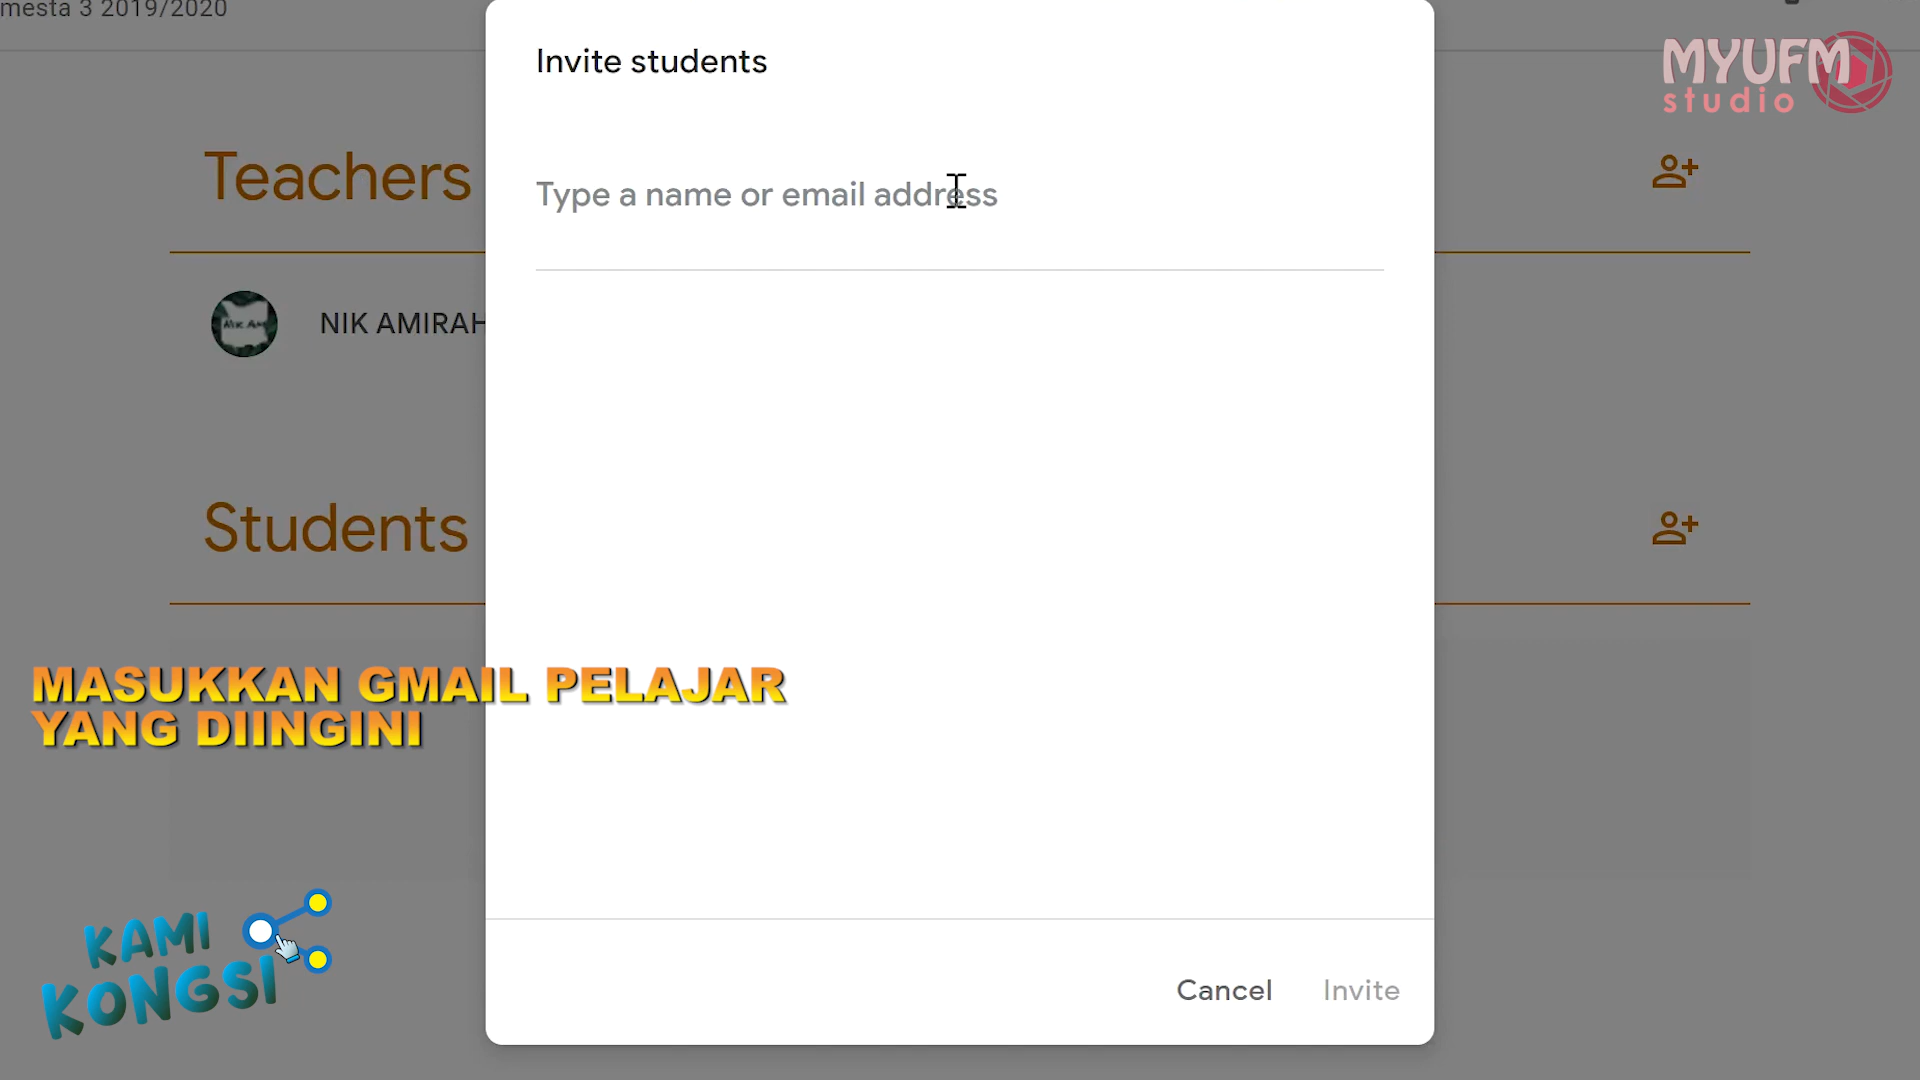 mesta 3 2019/2020
Invite students
MYUFM
studio
Teachers
Type a name or email address
NIK AMIRAH
Students
MASUKKAN GMAIL PELAJAR
YANG DIINGINI
KAMI
KONGSI
Cancel Invite